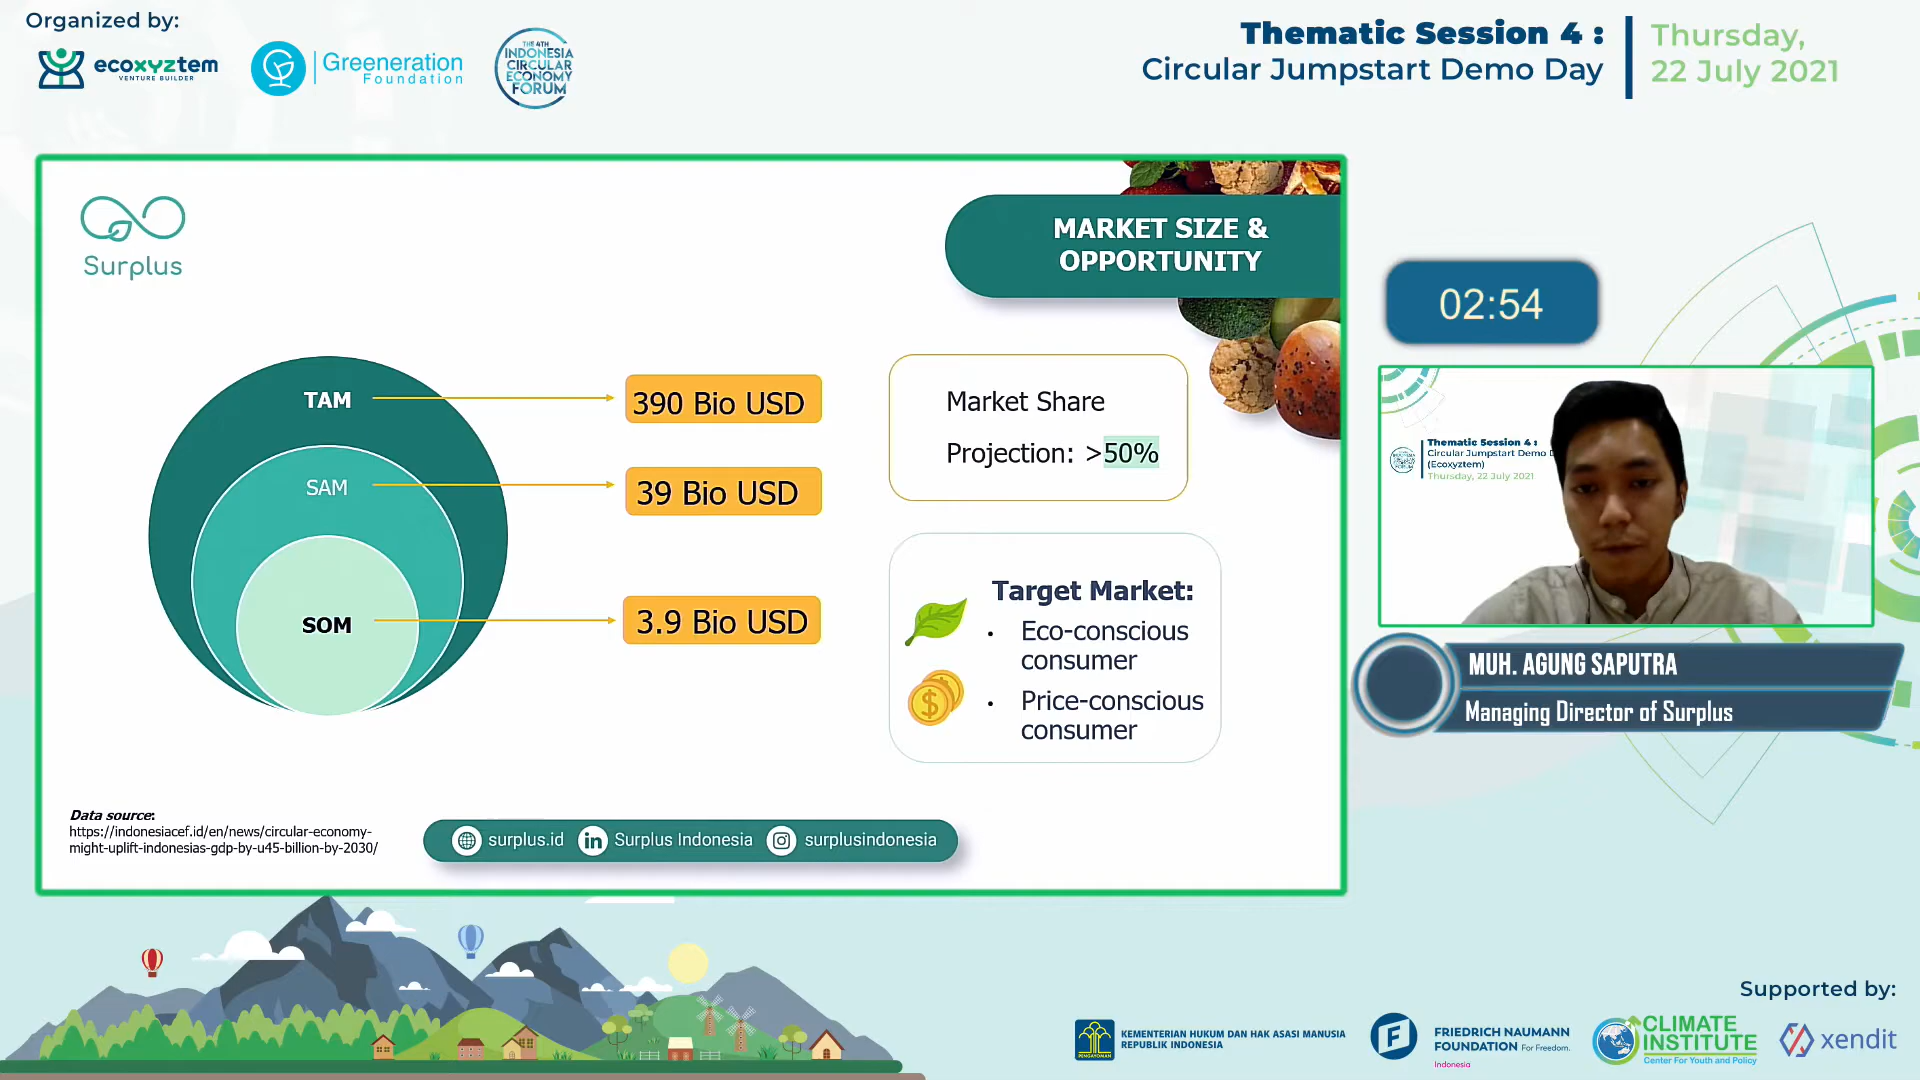 Organized by:
ecoxyztem
VENTURE BUILDER
Greeneration
Foundation
THE 4TH
INDONESIA
CIRCULAR
ECONOMY
FORUM
Thematic Session 4 :
Circular Jumpstart Demo Day
Thursday,
22 July 2021
Surplus
MARKET SIZE &
OPPORTUNITY
TAM
390 Bio USD
SAM
39 Bio USD
SOM
3.9 Bio USD
Market Share
Projection: >50%
Target Market:
• Eco-conscious
consumer
• Price-conscious
consumer
Data source:
https://indonesiacef.id/en/news/circular-economy-
might-uplift-indonesias-gdp-by-u45-billion-by-2030/
surplus.id
in
Surplus Indonesia
surplusindonesia
02:54
Thematic Session 4 :
Circular Jumpstart Demo D
(Ecoxyztem)
Thursday, 22 July 2021
MUH. AGUNG SAPUTRA
Managing Director of Surplus
Supported by:
PENGAYOMAN
KEMENTERIAN HUKUM DAN HAK ASASI MANUSIA
REPUBLIK INDONESIA
FRIEDRICH NAUMANN
FOUNDATION For Freedom.
Indonesia
CLIMATE
INSTITUTE
Center For Youth and Policy
xendit